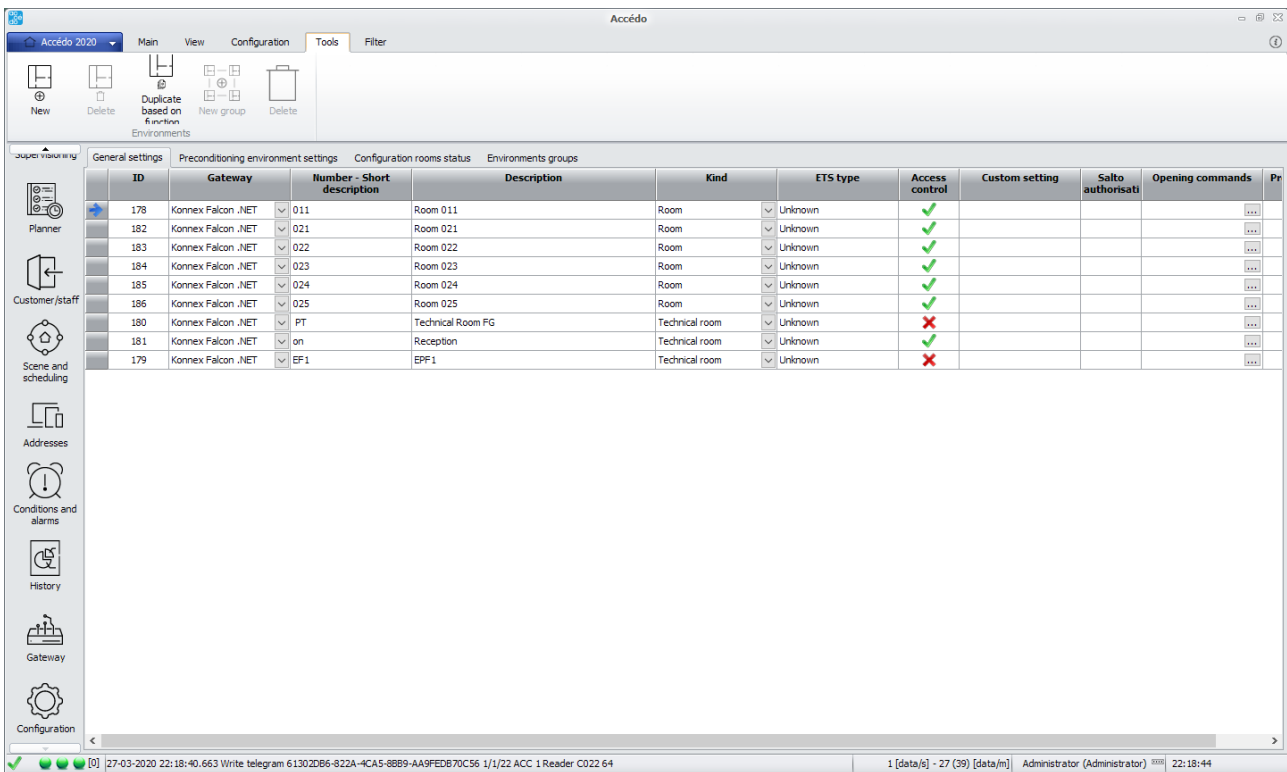 Accédo
Accédo 2020 Main View Configuration Tools Filter
New
Delete
Duplicate based on function
New group
Delete
Environments
Supervisioning
Planner
Customer/staff
Scene and scheduling
Addresses
Conditions and alarms
History
Gateway
Configuration
General settings Preconditioning environment settings Configuration rooms status Environments groups
ID Gateway Number - Short description Description Kind ETS type Access control Custom setting Salto authorisati Opening commands Pr
178 Konnex Falcon .NET 011 Room 011 Room Unknown ...
182 Konnex Falcon .NET 021 Room 021 Room Unknown ...
183 Konnex Falcon .NET 022 Room 022 Room Unknown ...
184 Konnex Falcon .NET 023 Room 023 Room Unknown ...
185 Konnex Falcon .NET 024 Room 024 Room Unknown ...
186 Konnex Falcon .NET 025 Room 025 Room Unknown ...
180 Konnex Falcon .NET PT Technical Room FG Technical room Unknown ...
181 Konnex Falcon .NET on Reception Technical room Unknown ...
179 Konnex Falcon .NET EF1 EPF1 Technical room Unknown ...
[0] 27-03-2020 22:18:40.663 Write telegram 61302DB6-822A-4CA5-8BB9-AA9FEDB70C56 1/1/22 ACC 1 Reader C022 64 1 [data/s] - 27 (39) [data/m] Administrator (Administrator) 22:18:44